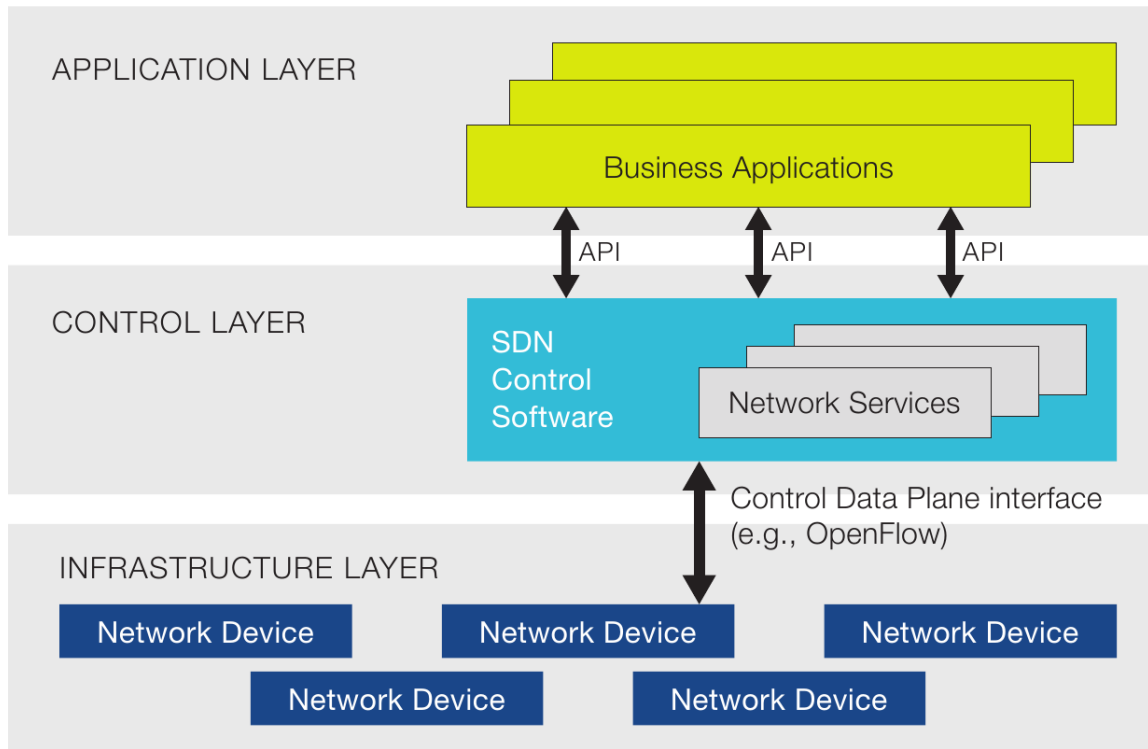 APPLICATION LAYER
Business Applications
API
API
API
CONTROL LAYER
SDN
Control
Software
Network Services
Control Data Plane interface
(e.g., OpenFlow)
INFRASTRUCTURE LAYER
Network Device
Network Device
Network Device
Network Device
Network Device